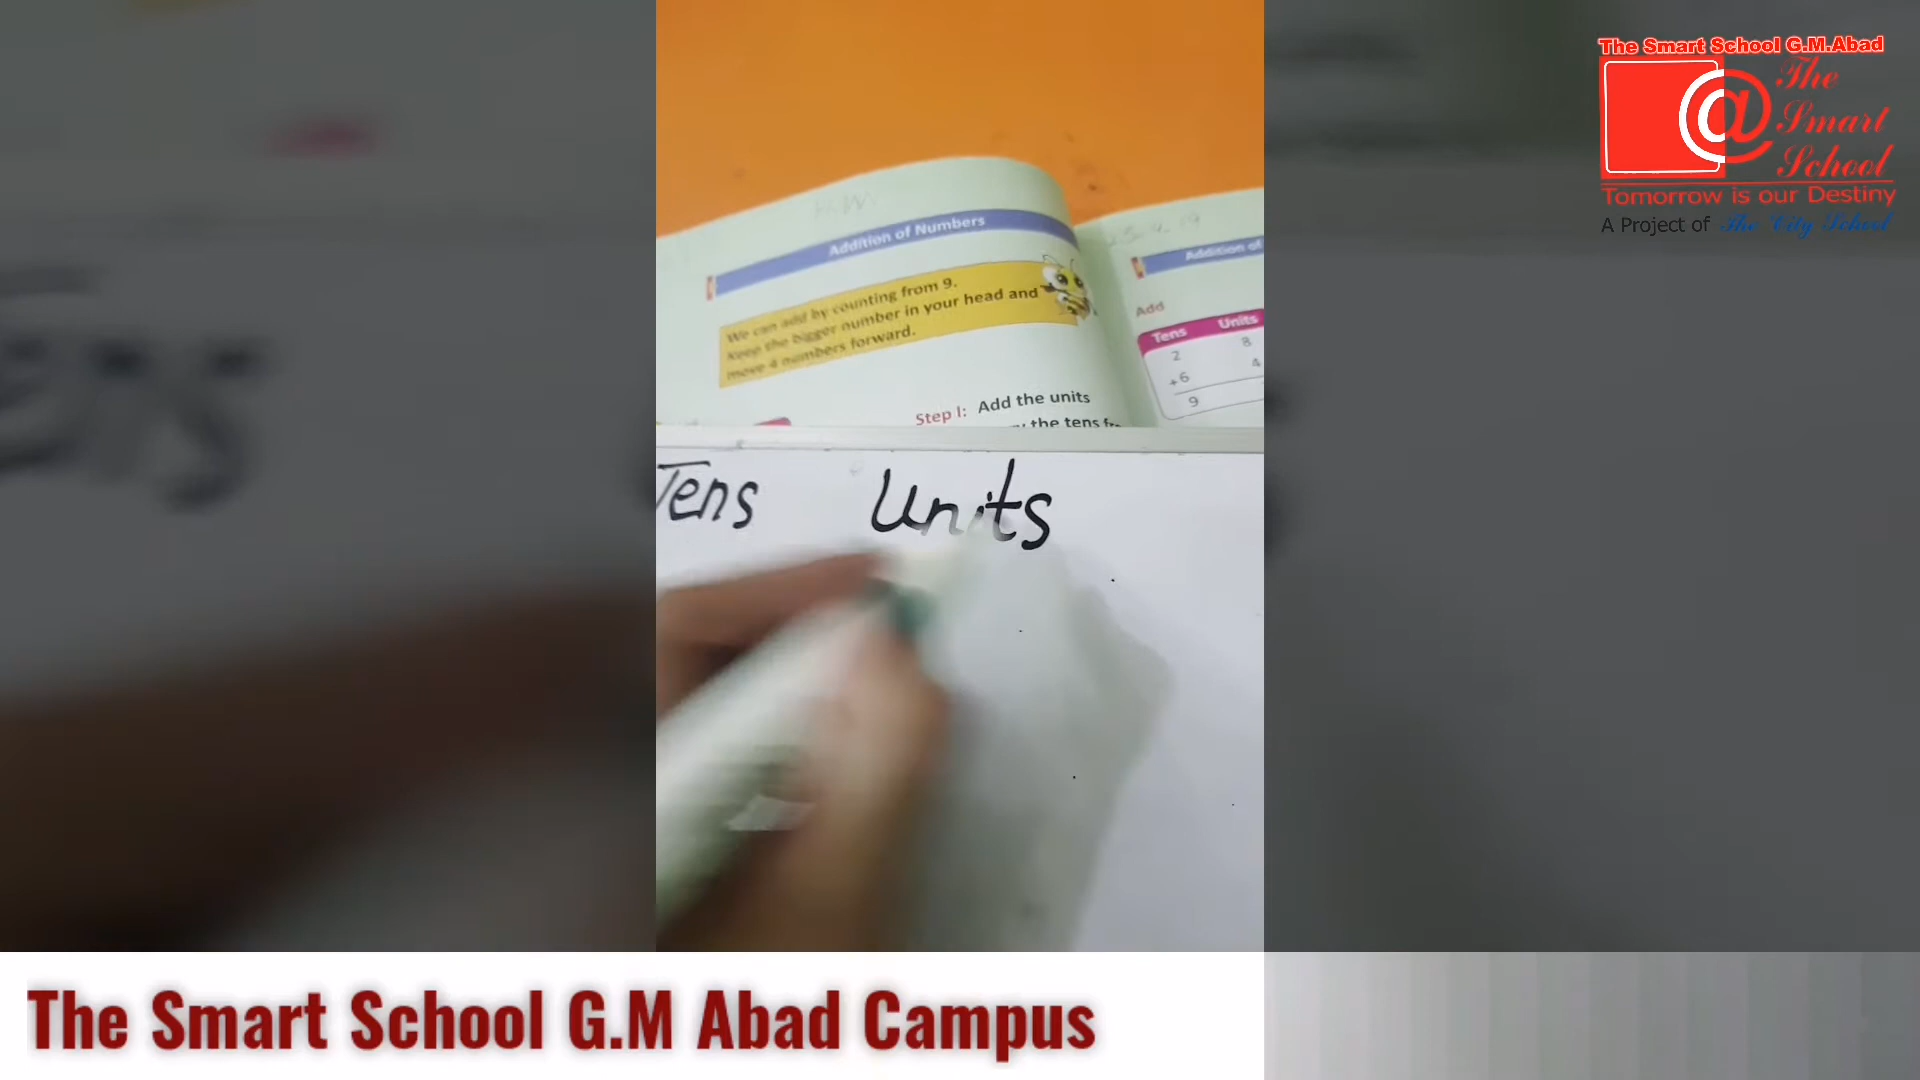 The Smart School G.M.Abad
The
Smart
School
Tomorrow is our Destiny
A Project of The City School
H.W
Addition of Numbers
We can add by counting from 9.
Keep the bigger number in your head and
move 4 numbers forward.
Step 1: Add the units
the tens
Addition of
Add
Tens Units
2 8
+6 4
9
Tens Units
The Smart School G.M Abad Campus